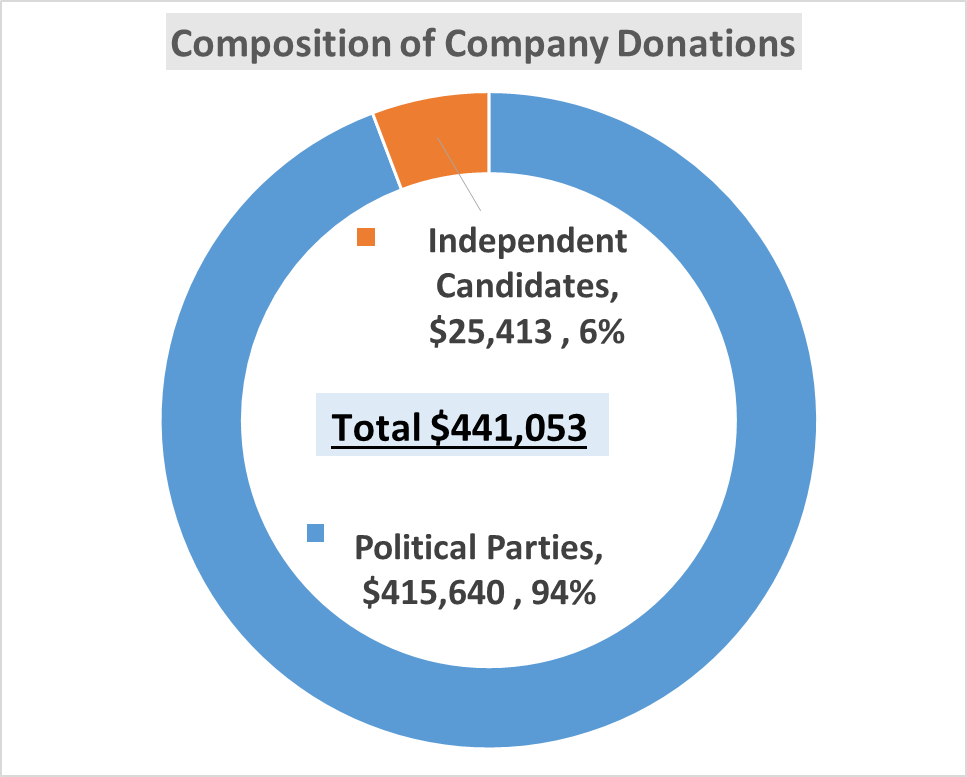 Composition of Company Donations
Independent
Candidates,
$25,413 , 6%
Total $441,053
Political Parties,
$415,640 , 94%